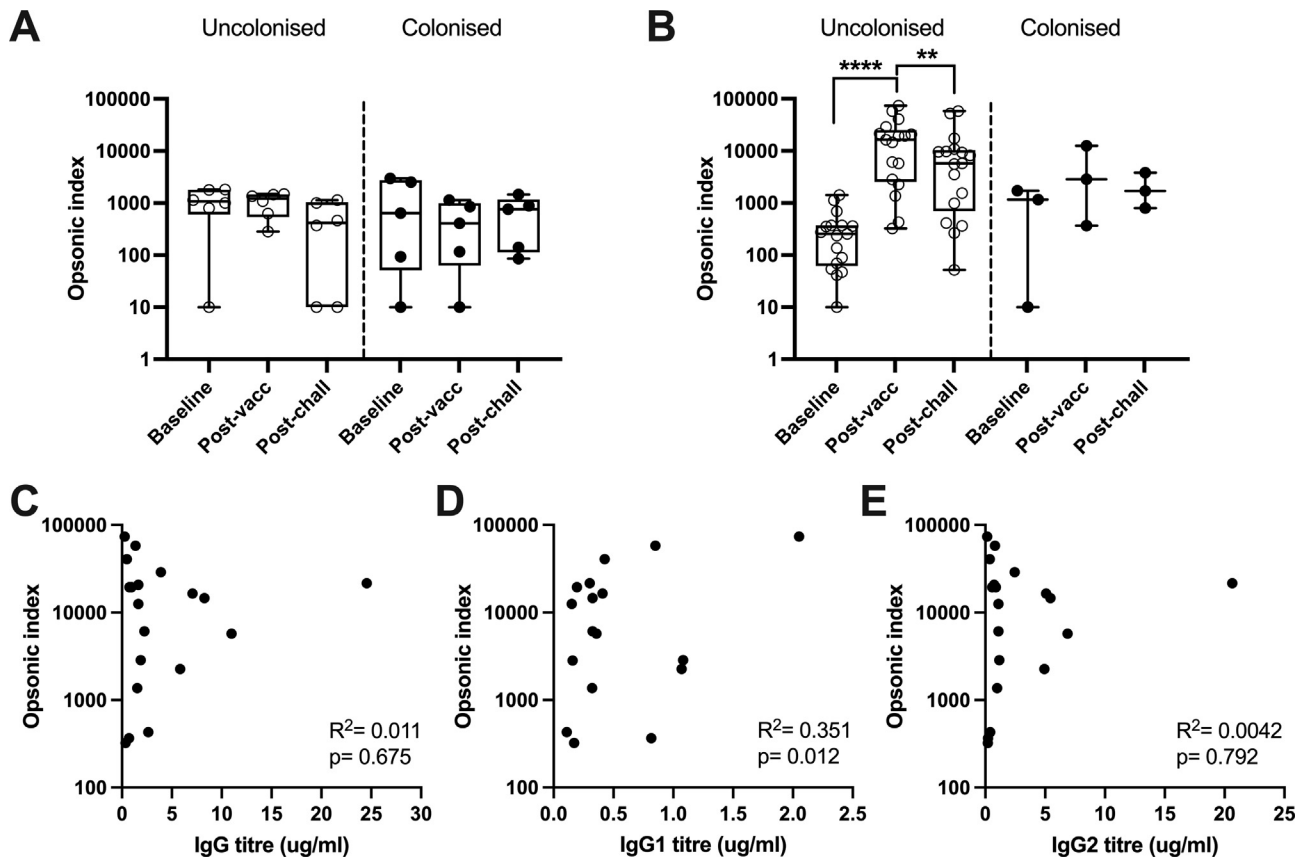 A
Uncolonised Colonised
Opsonic index
100000
10000
1000
100
10
1
Baseline
Post-vacc
Post-chall
Baseline
Post-vacc
Post-chall
B
Uncolonised Colonised
**** **
Opsonic index
100000
10000
1000
100
10
1
Baseline
Post-vacc
Post-chall
Baseline
Post-vacc
Post-chall
C
Opsonic index
100000
10000
1000
100
R²= 0.011
p= 0.675
0 5 10 15 20 25 30
IgG titre (ug/ml)
D
Opsonic index
100000
10000
1000
100
R²= 0.351
p= 0.012
0.0 0.5 1.0 1.5 2.0 2.5
IgG1 titre (ug/ml)
E
Opsonic index
100000
10000
1000
100
R²= 0.0042
p= 0.792
0 5 10 15 20 25
IgG2 titre (ug/ml)